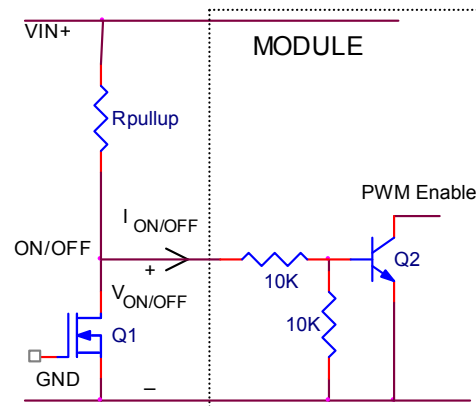 VIN+
MODULE
Rpullup
PWM Enable
I ON/OFF
ON/OFF
+
Q2
10K
V ON/OFF
10K
Q1
GND
–